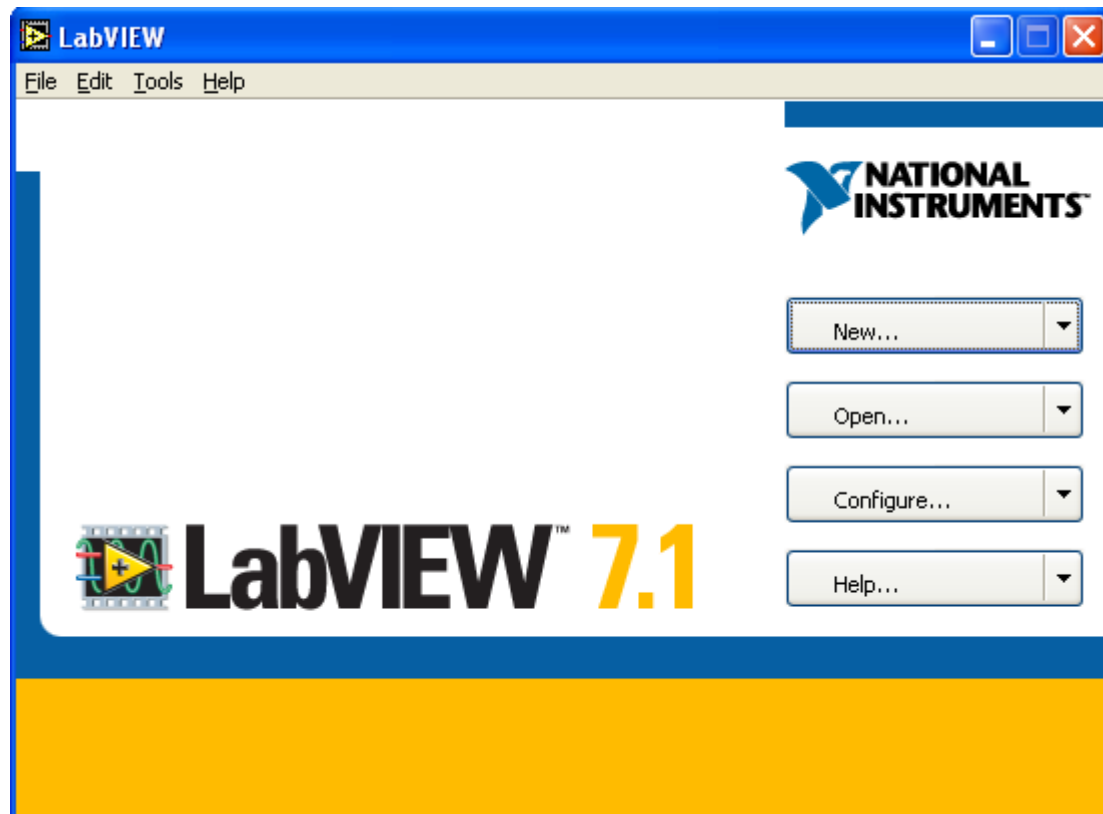 LabVIEW
File Edit Tools Help
NATIONAL
INSTRUMENTS™
New...
Open...
Configure...
Help...
LabVIEW™ 7.1